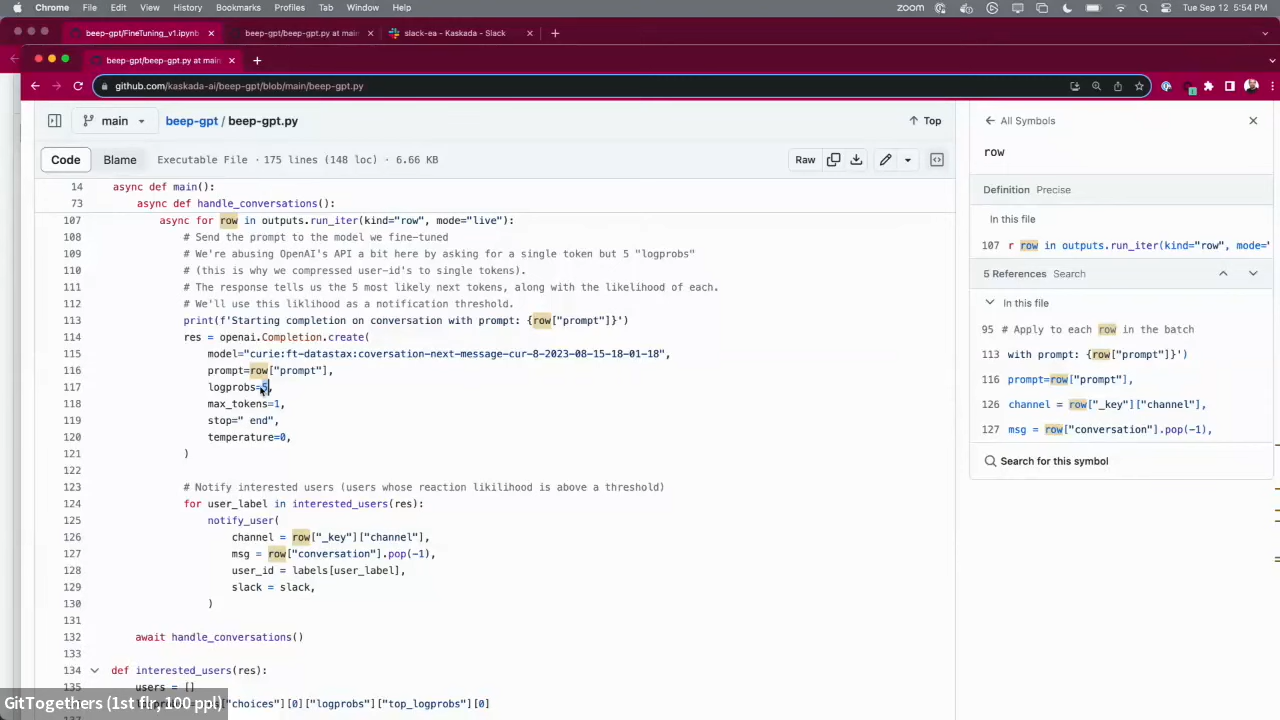 Chrome File Edit View History Bookmarks Profiles Tab Window Help zoom Tue Sep 12 5:54 PM
beep-gpt/FineTuning_v1.ipynb beep-gpt/beep-gpt.py at main slack-ea - Kaskada - Slack
beep-gpt/beep-gpt.py at main
github.com/kaskada-ai/beep-gpt/blob/main/beep-gpt.py
main beep-gpt / beep-gpt.py Top
Code Blame Executable File · 175 lines (148 loc) · 6.66 KB Raw
14 async def main():
73 async def handle_conversations():
107 async for row in outputs.run_iter(kind="row", mode="live"):
108 # Send the prompt to the model we fine-tuned
109 # We're abusing OpenAI's API a bit here by asking for a single token but 5 "logprobs"
110 # (this is why we compressed user-id's to single tokens).
111 # The response tells us the 5 most likely next tokens, along with the likelihood of each.
112 # We'll use this liklihood as a notification threshold.
113 print(f'Starting completion on conversation with prompt: {row["prompt"]}')
114 res = openai.Completion.create(
115 model="curie:ft-datastax:coversation-next-message-cur-8-2023-08-15-18-01-18",
116 prompt=row["prompt"],
117 logprobs=5,
118 max_tokens=1,
119 stop=" end",
120 temperature=0,
121 )
122
123 # Notify interested users (users whose reaction likilihood is above a threshold)
124 for user_label in interested_users(res):
125 notify_user(
126 channel = row["_key"]["channel"],
127 msg = row["conversation"].pop(-1),
128 user_id = labels[user_label],
129 slack = slack,
130 )
131
132 await handle_conversations()
133
134 def interested_users(res):
135 users = []
["choices"][0]["logprobs"]["top_logprobs"][0]
GitTogethers (1st flr, 100 ppl)
All Symbols
row
Definition Precise
In this file
107 r row in outputs.run_iter(kind="row", mode='
5 References Search
In this file
95 # Apply to each row in the batch
113 with prompt: {row["prompt"]}')
116 prompt=row["prompt"],
126 channel = row["_key"]["channel"],
127 msg = row["conversation"].pop(-1),
Search for this symbol